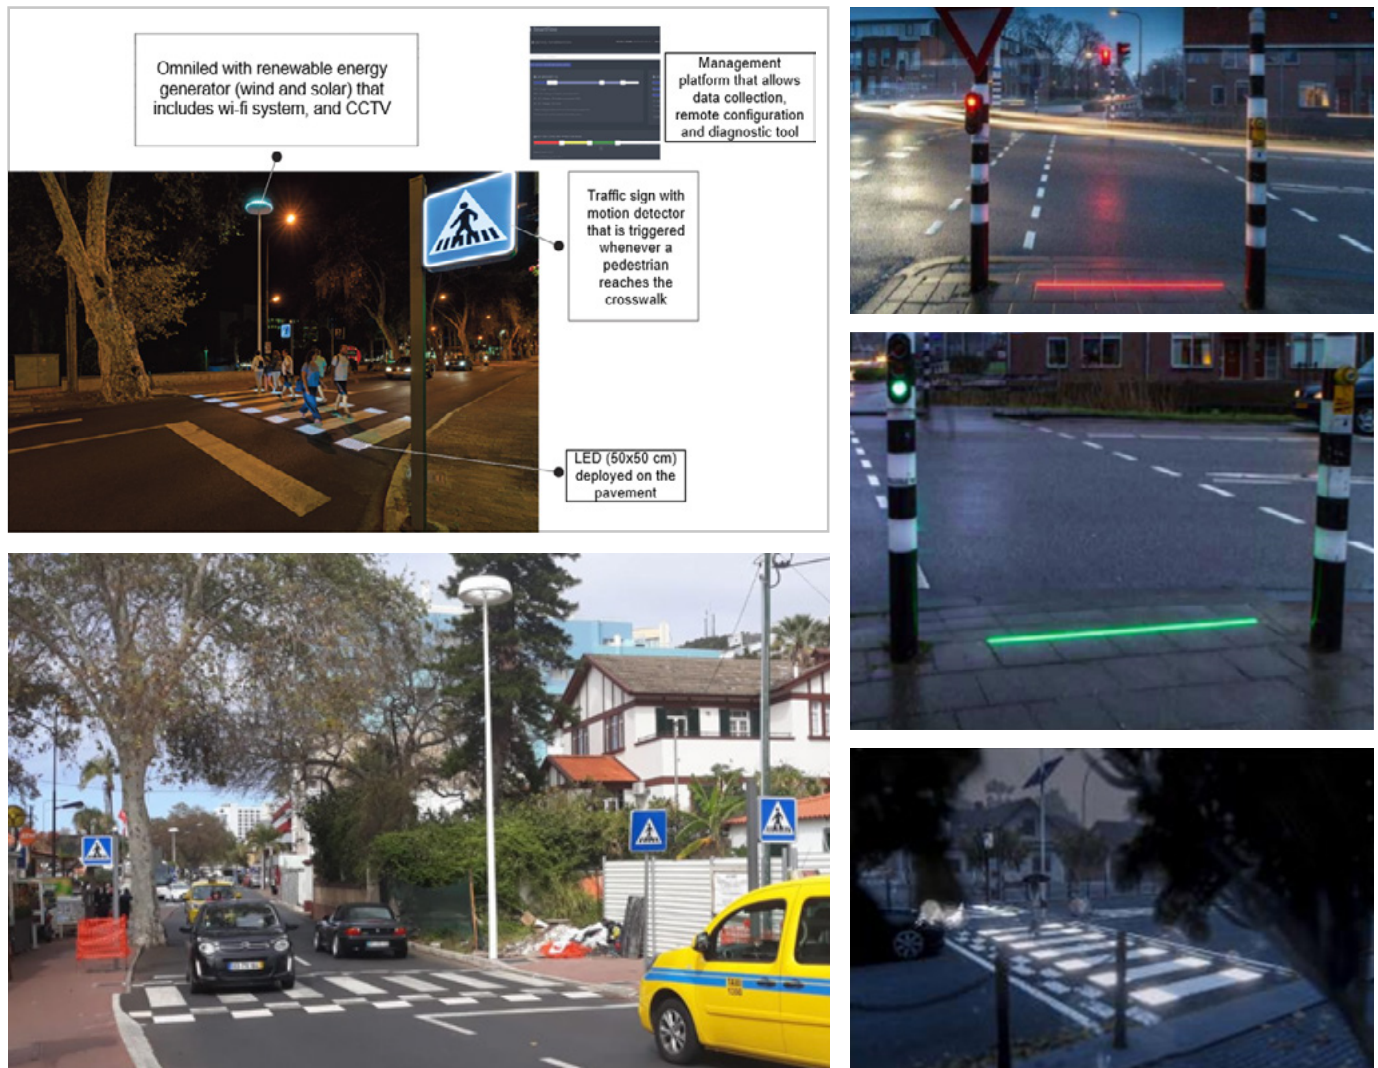 Omniled with renewable energy
generator (wind and solar) that
includes wi-fi system, and CCTV
Management
platform that allows
data collection,
remote configuration
and diagnostic tool
Traffic sign with
motion detector
that is triggered
whenever a
pedestrian
reaches the
crosswalk
LED (50x50 cm)
deployed on the
pavement
TAXI